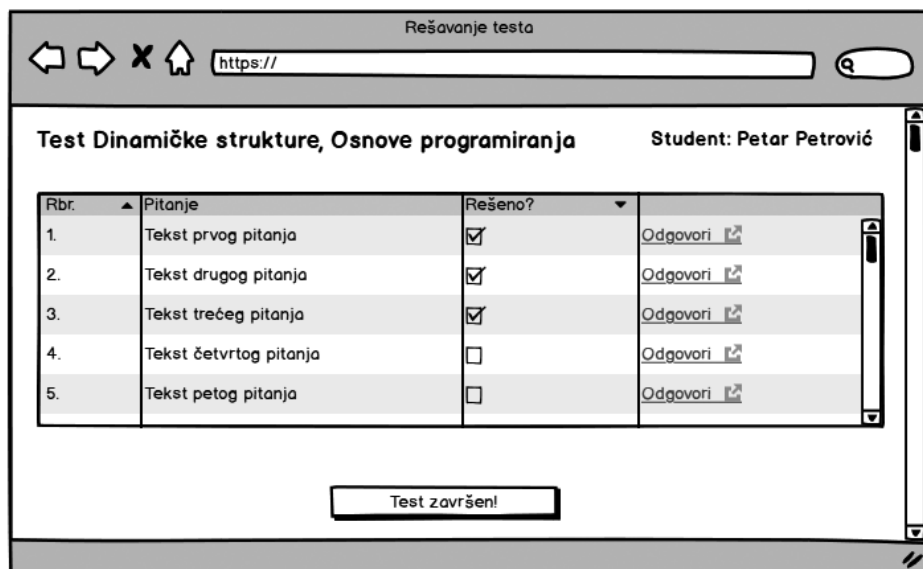 Rešavanje testa
https://
Test Dinamičke strukture, Osnove programiranja Student: Petar Petrović
Rbr. Pitanje Rešeno?
1. Tekst prvog pitanja Odgovori
2. Tekst drugog pitanja Odgovori
3. Tekst trećeg pitanja Odgovori
4. Tekst četvrtog pitanja Odgovori
5. Tekst petog pitanja Odgovori
Test završen!